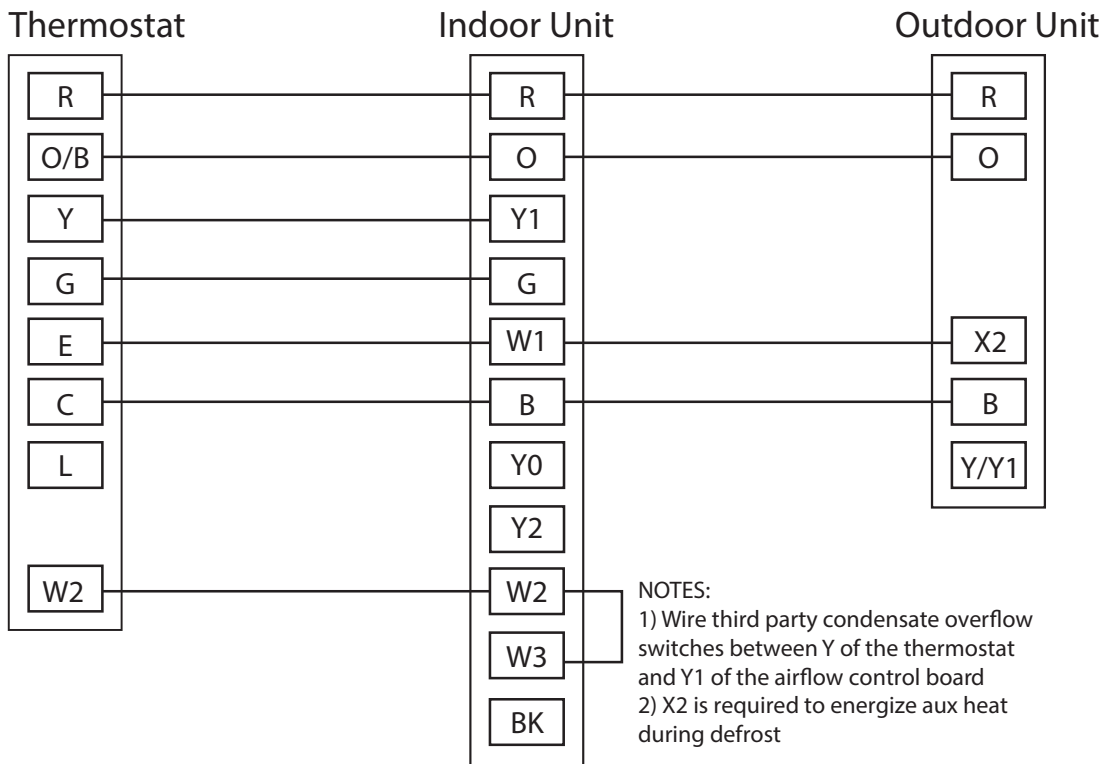 Thermostat Indoor Unit Outdoor Unit
R R R
O/B O O
Y Y1
G G
E W1 X2
C B B
L Y0 Y/Y1
Y2
W2 W2
W3
BK
NOTES:
1) Wire third party condensate overflow
switches between Y of the thermostat
and Y1 of the airflow control board
2) X2 is required to energize aux heat
during defrost